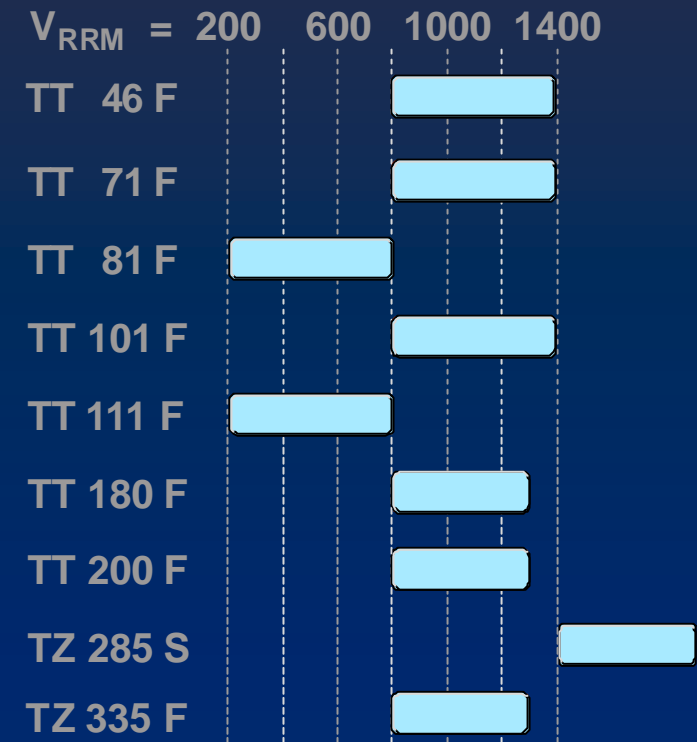 VRRM = 200 600 1000 1400
TT 46 F
TT 71 F
TT 81 F
TT 101 F
TT 111 F
TT 180 F
TT 200 F
TZ 285 S
TZ 335 F